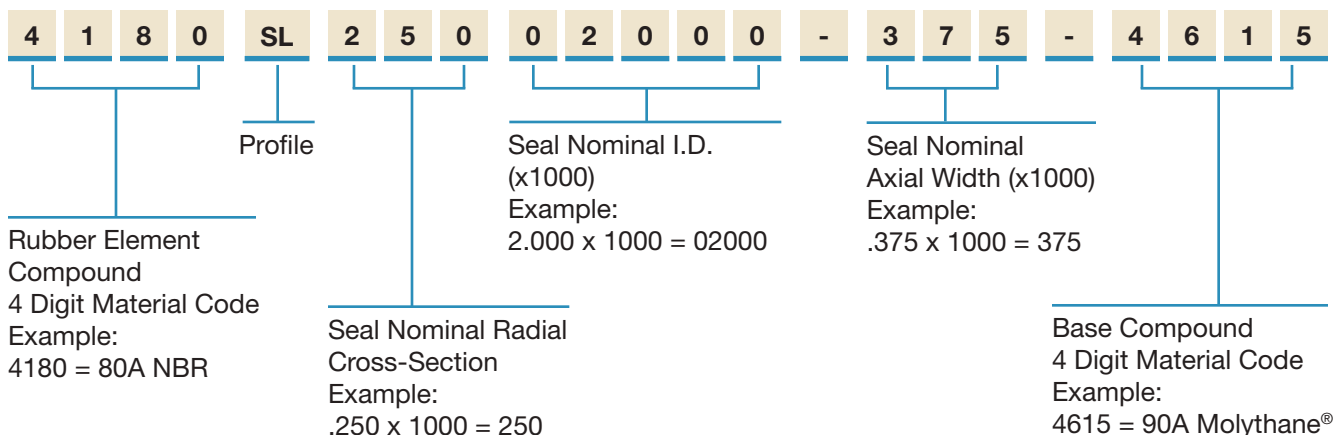 4 1 8 0 SL 2 5 0 0 2 0 0 0 - 3 7 5 - 4 6 1 5
Profile
Seal Nominal I.D.
(x1000)
Example:
2.000 x 1000 = 02000
Seal Nominal
Axial Width (x1000)
Example:
.375 x 1000 = 375
Rubber Element
Compound
4 Digit Material Code
Example:
4180 = 80A NBR
Seal Nominal Radial
Cross-Section
Example:
.250 x 1000 = 250
Base Compound
4 Digit Material Code
Example:
4615 = 90A Molythane®